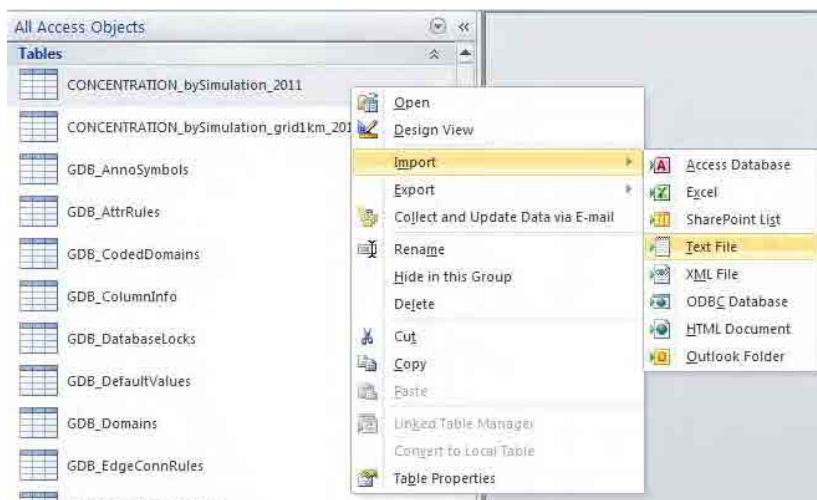 All Access Objects
Tables
CONCENTRATION_bySimulation_2011
CONCENTRATION_bySimulation_grid1km_201
GDB_AnnoSymbols
GDB_AttrRules
GDB_CodedDomains
GDB_ColumnInfo
GDB_DatabaseLocks
GDB_DefaultValues
GDB_Domains
GDB_EdgeConnRules
Open
Design View
Import
Export
Collect and Update Data via E-mail
Rename
Hide in this Group
Delete
Cut
Copy
Paste
Linked Table Manager
Convert to Local Table
Table Properties
Access Database
Excel
SharePoint List
Text File
XML File
ODBC Database
HTML Document
Outlook Folder